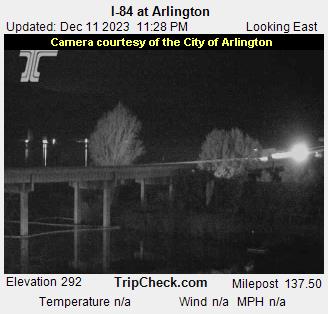 I-84 at Arlington
Updated: Dec 11 2023 11:28 PM Looking East
Camera courtesy of the City of Arlington
Elevation 292 TripCheck.com Milepost 137.50
Temperature n/a Wind n/a MPH n/a